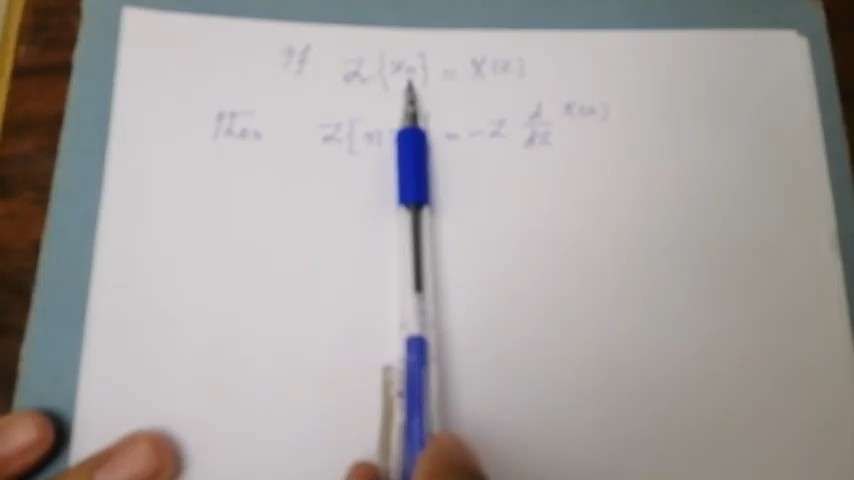 If Z{xn} = X(z)
Then Z[n = -z d/dz X(z)